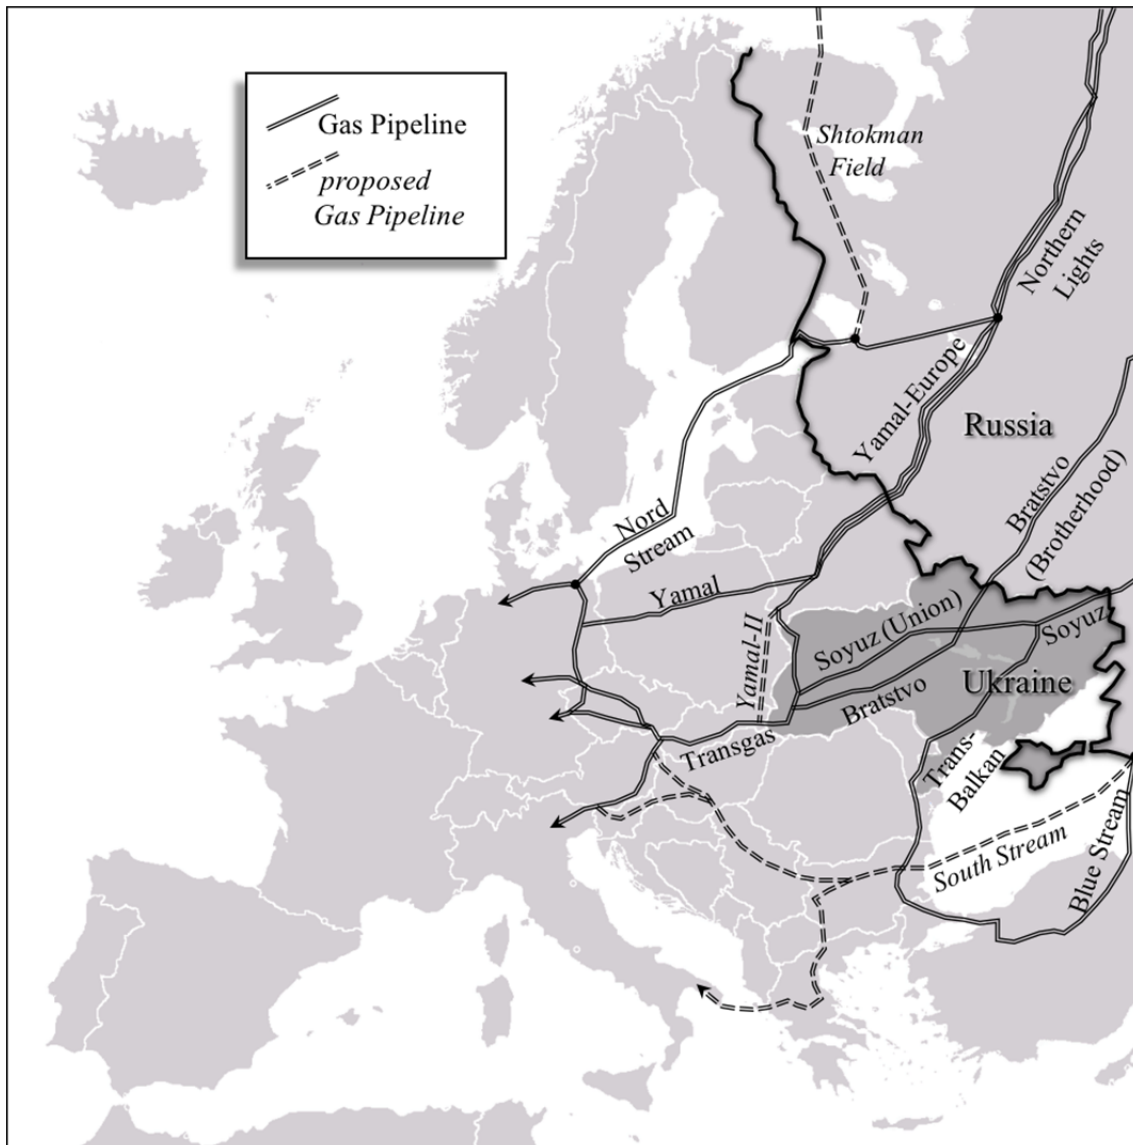 Gas Pipeline
proposed
Gas Pipeline
Shtokman
Field
Northern
Lights
Yamal-Europe
Russia
Bratstvo
(Brotherhood)
Nord
Stream
Yamal
Yamal-II
Soyuz (Union)
Soyuz
Ukraine
Bratstvo
Transgas
Trans-
Balkan
South Stream
Blue Stream